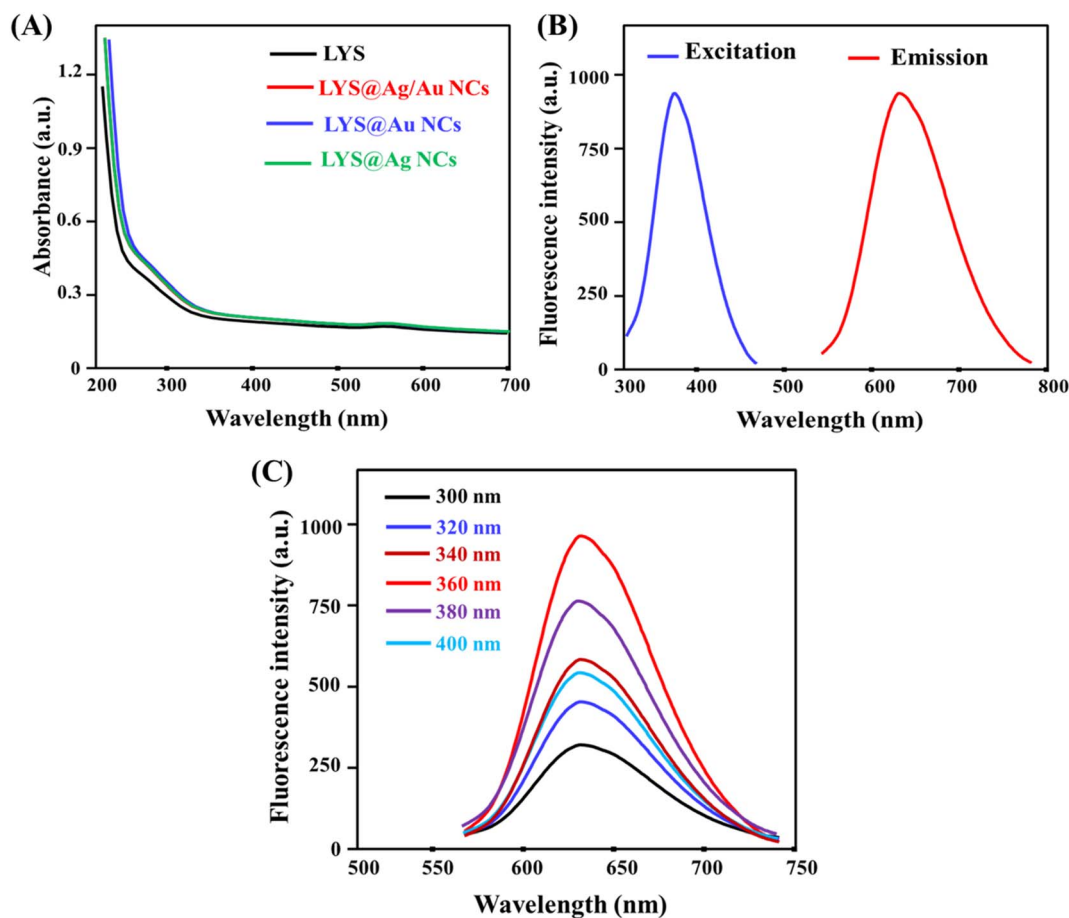 (A)
LYS
LYS@Ag/Au NCs
LYS@Au NCs
LYS@Ag NCs
Absorbance (a.u.)
1.2
0.9
0.6
0.3
0
200 300 400 500 600 700
Wavelength (nm)
(B)
Excitation Emission
Fluorescence intensity (a.u.)
1000
750
500
250
0
300 400 500 600 700 800
Wavelength (nm)
(C)
300 nm
320 nm
340 nm
360 nm
380 nm
400 nm
Fluorescence intensity (a.u.)
1000
750
500
250
0
500 550 600 650 700 750
Wavelength (nm)